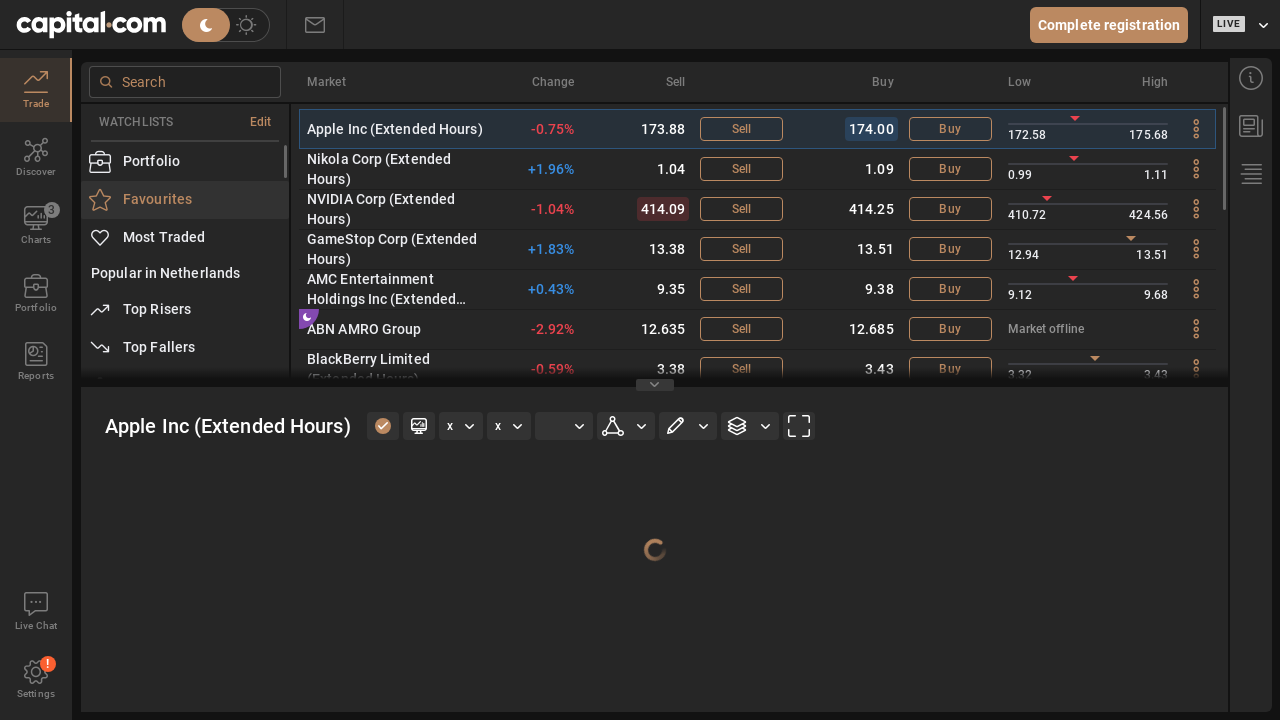 capital.com
Complete registration
LIVE
Trade
Discover
3
Charts
Portfolio
Reports
Live Chat
!
Settings
Search
WATCHLISTS
Edit
Portfolio
Favourites
Most Traded
Popular in Netherlands
Top Risers
Top Fallers
Market Change Sell Buy Low High
Apple Inc (Extended Hours) -0.75% 173.88 Sell 174.00 Buy 172.58 175.68
Nikola Corp (Extended
Hours) +1.96% 1.04 Sell 1.09 Buy 0.99 1.11
NVIDIA Corp (Extended
Hours) -1.04% 414.09 Sell 414.25 Buy 410.72 424.56
GameStop Corp (Extended
Hours) +1.83% 13.38 Sell 13.51 Buy 12.94 13.51
AMC Entertainment
Holdings Inc (Extended... +0.43% 9.35 Sell 9.38 Buy 9.12 9.68
ABN AMRO Group -2.92% 12.635 Sell 12.685 Buy Market offline
BlackBerry Limited
(Extended Hours) -0.59% 3.38 Sell 3.43 Buy 3.32 3.43
Apple Inc (Extended Hours)
x
x